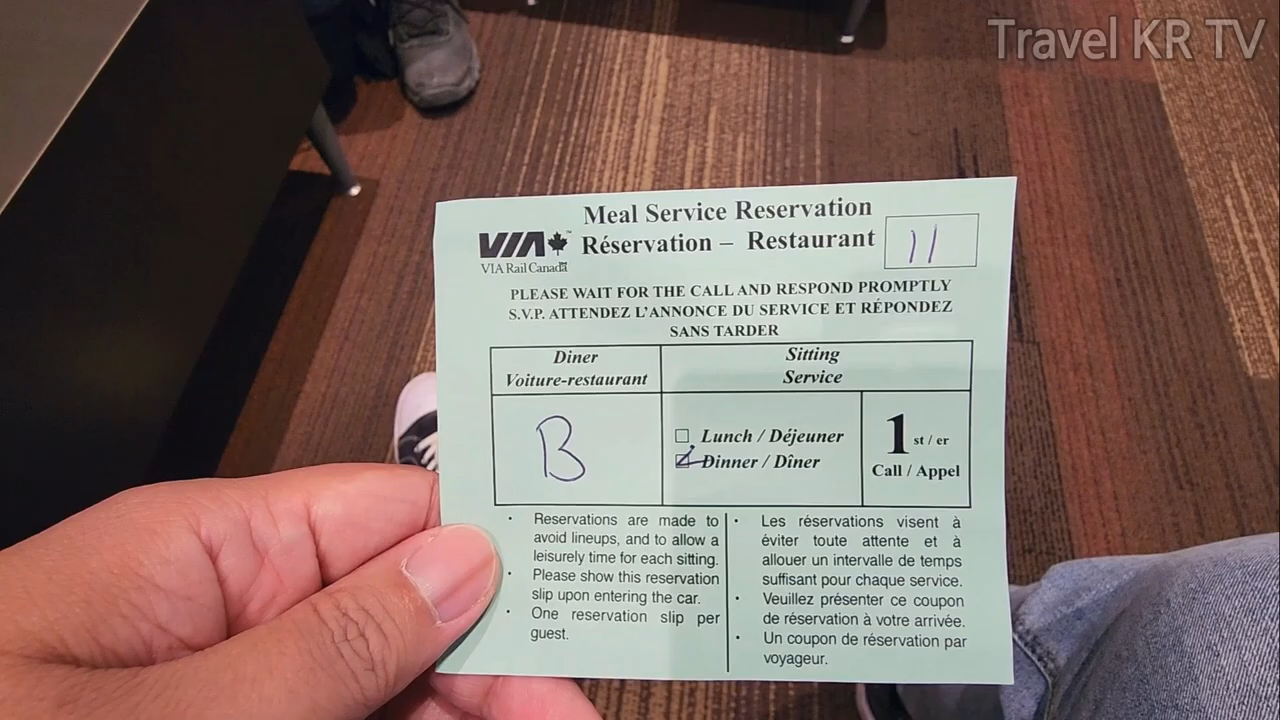 Travel KR TV
Meal Service Reservation
VIA
VIA Rail Canada
Réservation – Restaurant
11
PLEASE WAIT FOR THE CALL AND RESPOND PROMPTLY
S.V.P. ATTENDEZ L'ANNONCE DU SERVICE ET RÉPONDEZ
SANS TARDER
Diner
Voiture-restaurant
Sitting
Service
B
Lunch / Déjeuner
Dinner / Dîner
1 st / er
Call / Appel
• Reservations are made to
avoid lineups, and to allow a
leisurely time for each sitting.
• Please show this reservation
slip upon entering the car.
• One reservation slip per
guest.
• Les réservations visent à
éviter toute attente et à
allouer un intervalle de temps
suffisant pour chaque service.
• Veuillez présenter ce coupon
de réservation à votre arrivée.
• Un coupon de réservation par
voyageur.